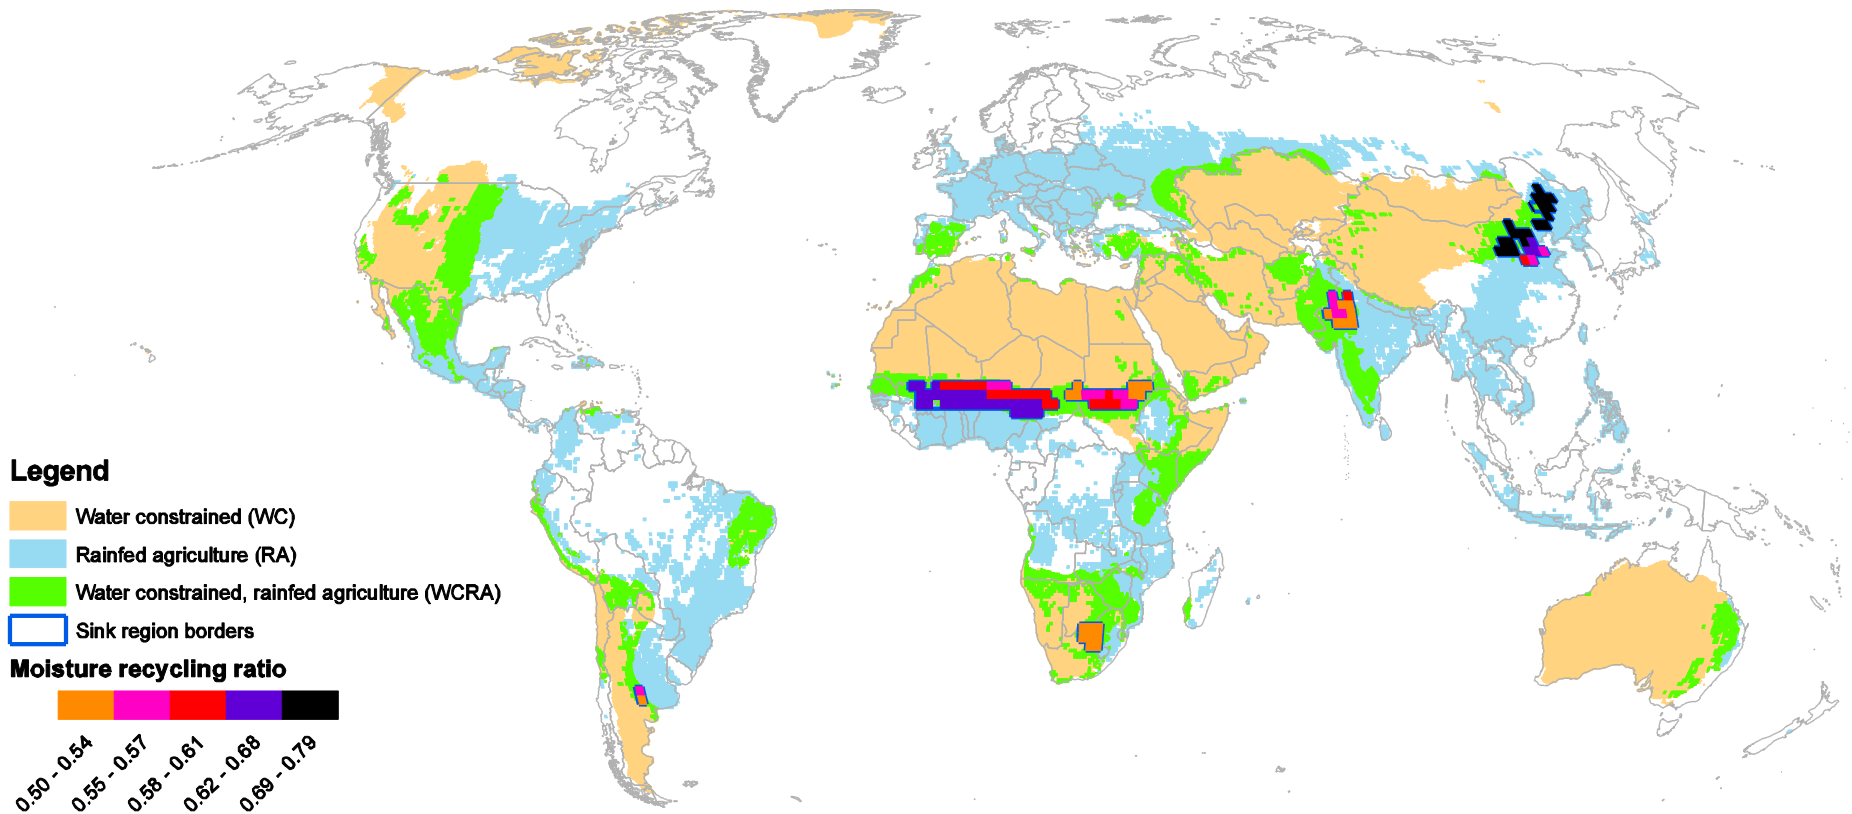 Legend
Water constrained (WC)
Rainfed agriculture (RA)
Water constrained, rainfed agriculture (WCRA)
Sink region borders
Moisture recycling ratio
0.50 - 0.54
0.55 - 0.57
0.58 - 0.61
0.62 - 0.68
0.69 - 0.79